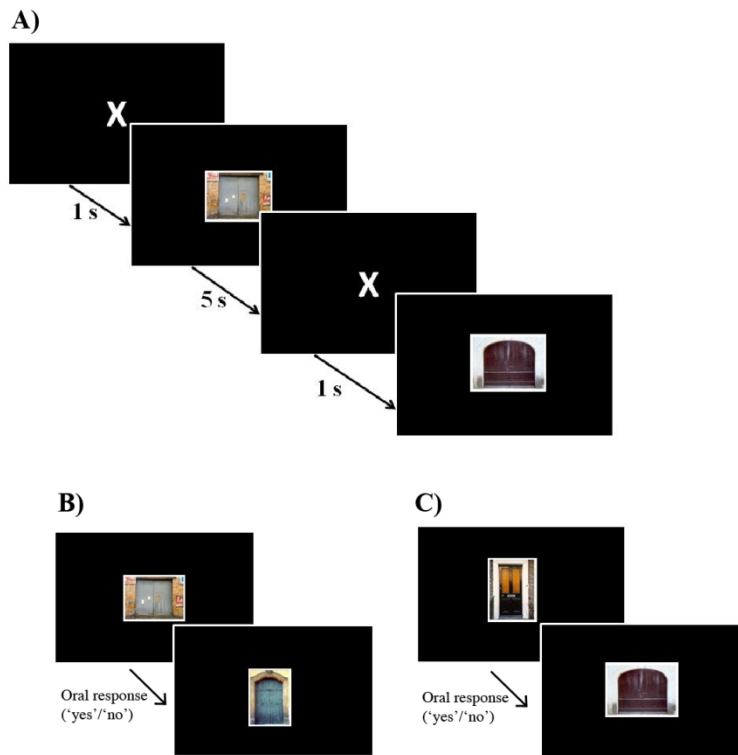 A)
X
1 s
5 s
X
1 s
B)
C)
Oral response
('yes'/'no')
Oral response
('yes'/'no')